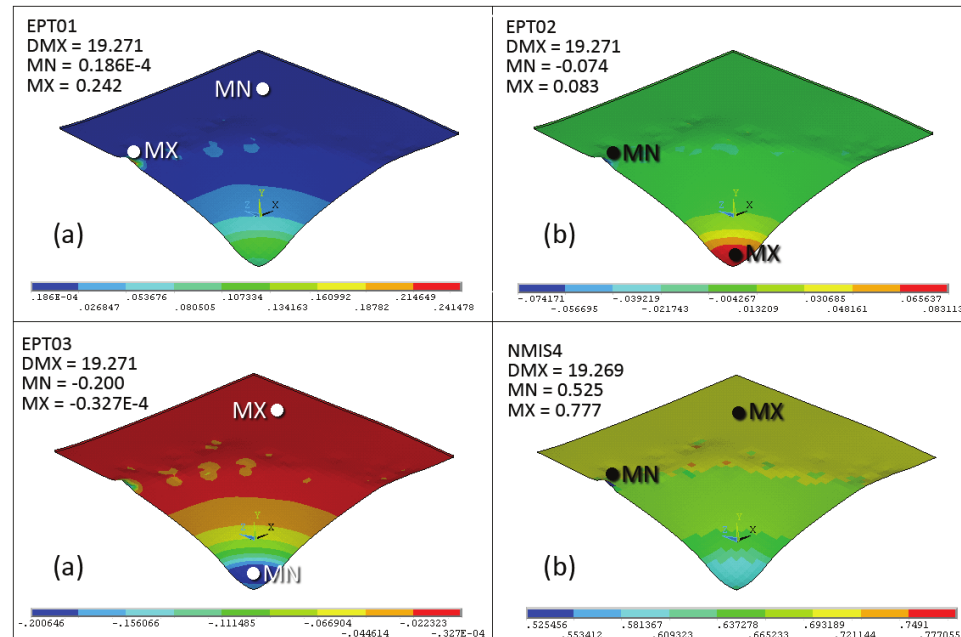 EPT01
DMX = 19.271
MN = 0.186E-4
MX = 0.242
MN
MX
Y
Z X
(a)
.186E-04 .053676 .107334 .160992 .214649
.026847 .080505 .134163 .18782 .241478
EPT02
DMX = 19.271
MN = -0.074
MX = 0.083
MN
Y
Z X
(b)
MX
-.074171 -.039219 -.004267 .030685 .065637
-.056695 -.021743 .013209 .048161 .083113
EPT03
DMX = 19.271
MN = -0.200
MX = -0.327E-4
MX
Y
Z X
(a)
MN
-.200646 -.156066 -.111485 -.066904 -.022323
-.044614 -.327E-04
NMIS4
DMX = 19.269
MN = 0.525
MX = 0.777
MX
MN
Y
Z X
(b)
.525456 .581367 .637278 .693189 .7491
.553412 .609323 .665233 .721144 .777055